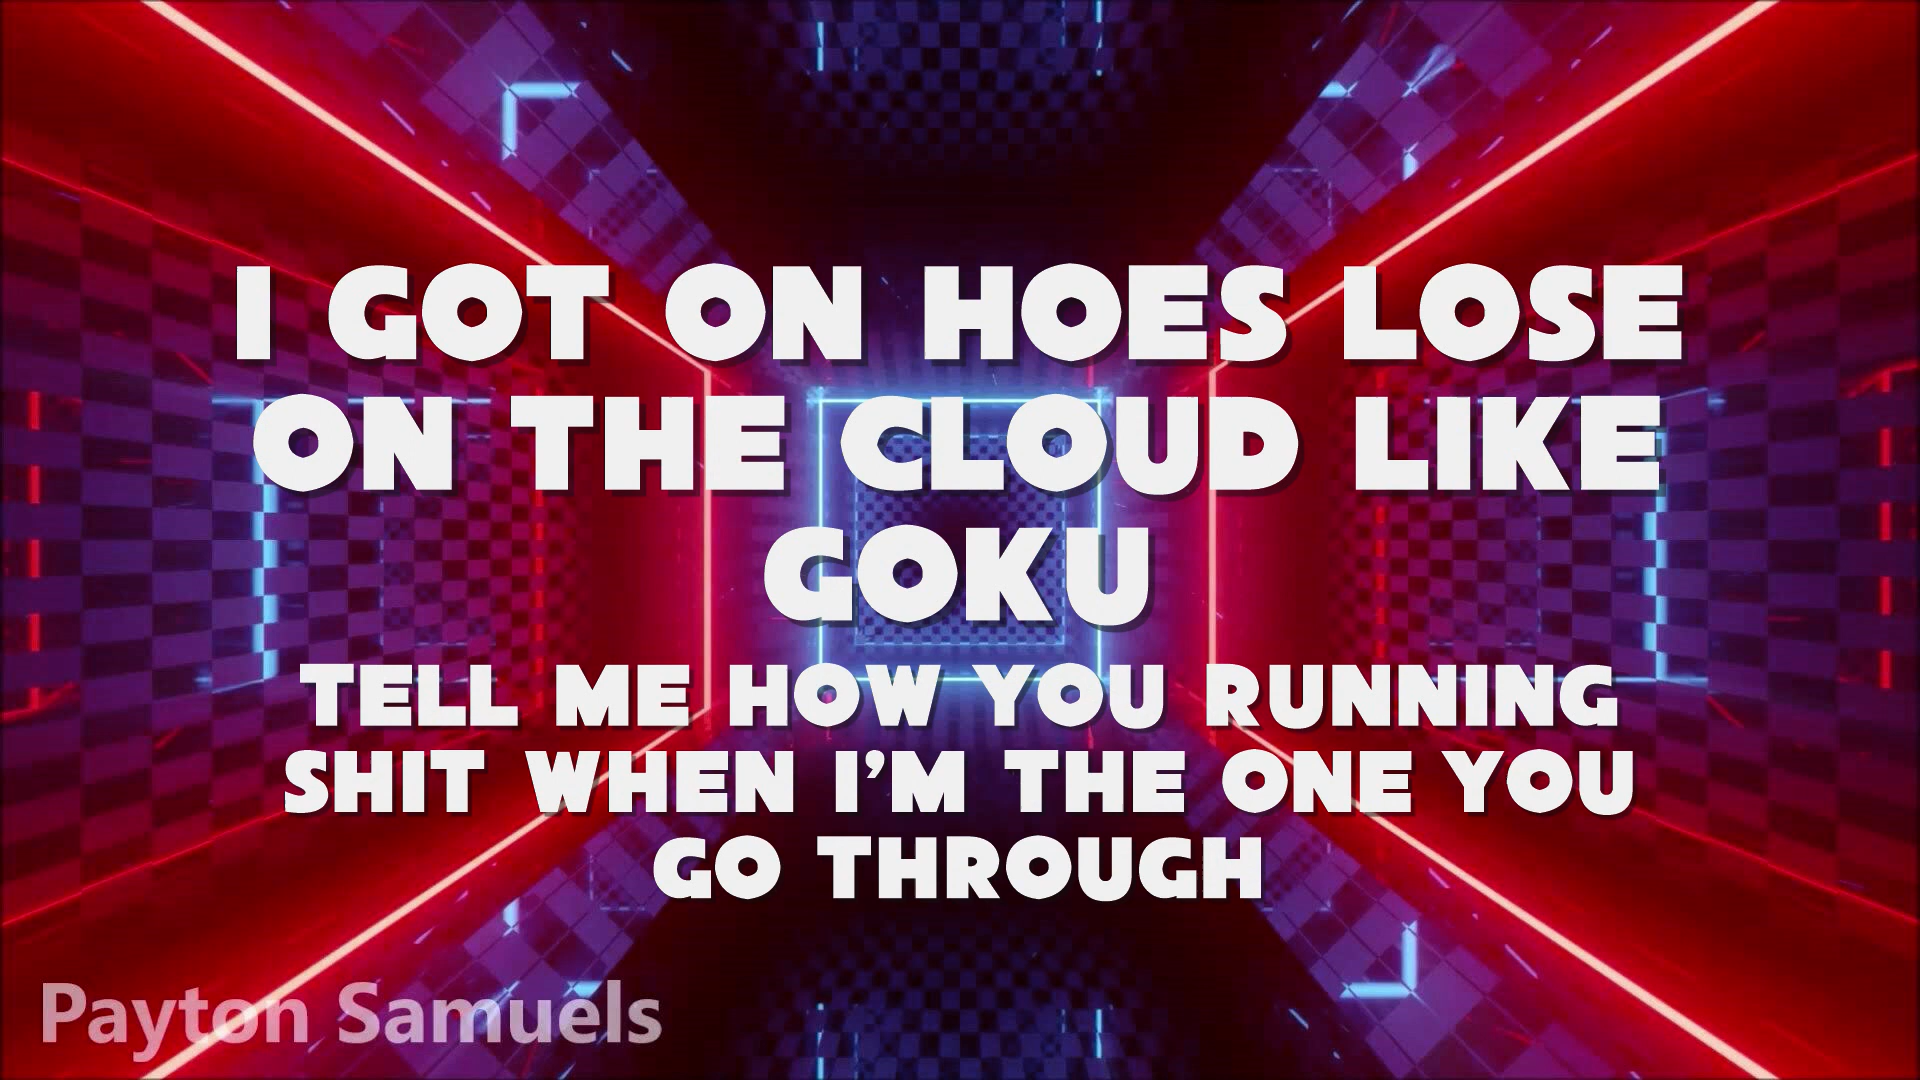 I GOT ON HOES LOSE
ON THE CLOUD LIKE
GOKU
TELL ME HOW YOU RUNNING
SHIT WHEN I'M THE ONE YOU
GO THROUGH
Payton Samuels